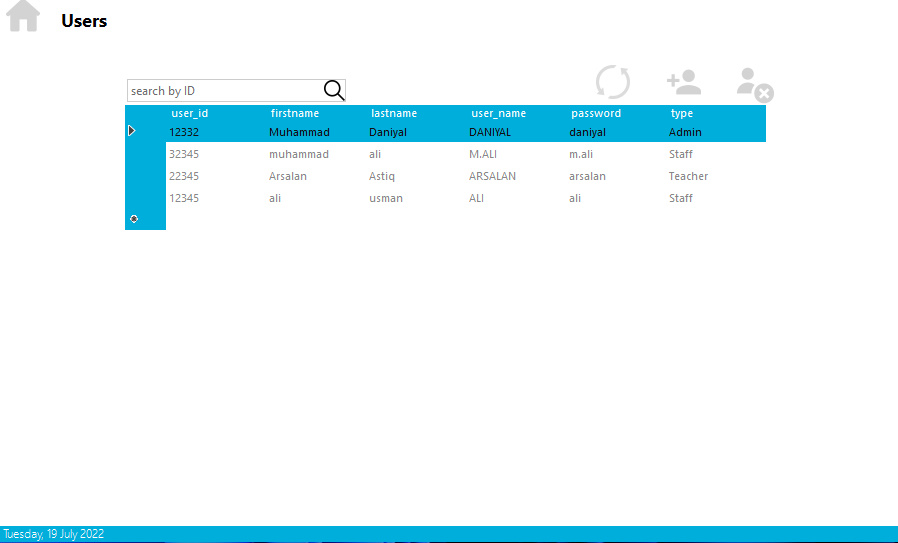 Users
search by ID
user_id firstname lastname user_name password type
12332 Muhammad Daniyal DANIYAL daniyal Admin
32345 muhammad ali M.ALI m.ali Staff
22345 Arsalan Astiq ARSALAN arsalan Teacher
12345 ali usman ALI ali Staff
Tuesday, 19 July 2022